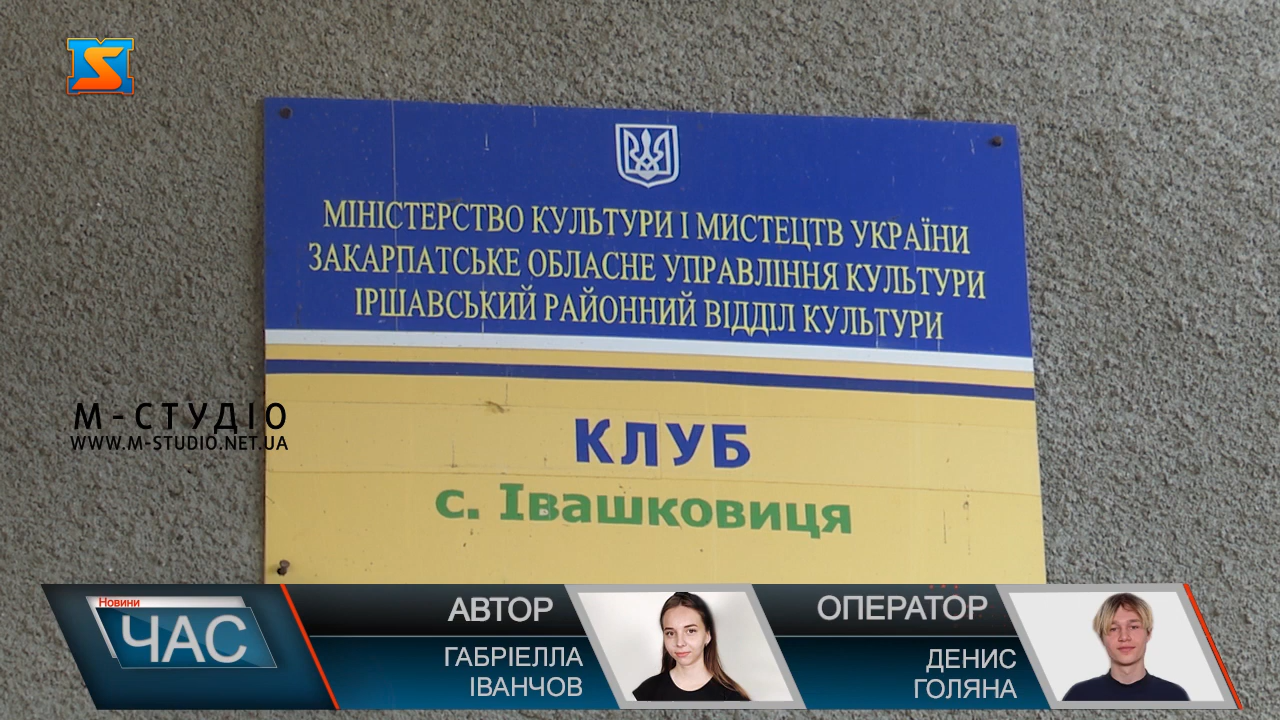 МІНІСТЕРСТВО КУЛЬТУРИ І МИСТЕЦТВ УКРАЇНИ
ЗАКАРПАТСЬКЕ ОБЛАСНЕ УПРАВЛІННЯ КУЛЬТУРИ
ІРШАВСЬКИЙ РАЙОННИЙ ВІДДІЛ КУЛЬТУРИ
М-СТУДІО
WWW.M-STUDIO.NET.UA
КЛУБ
с. Івашковиця
Новини
ЧАС
АВТОР
ГАБРІЕЛЛА
ІВАНЧОВ
ОПЕРАТОР
ДЕНИС
ГОЛЯНА